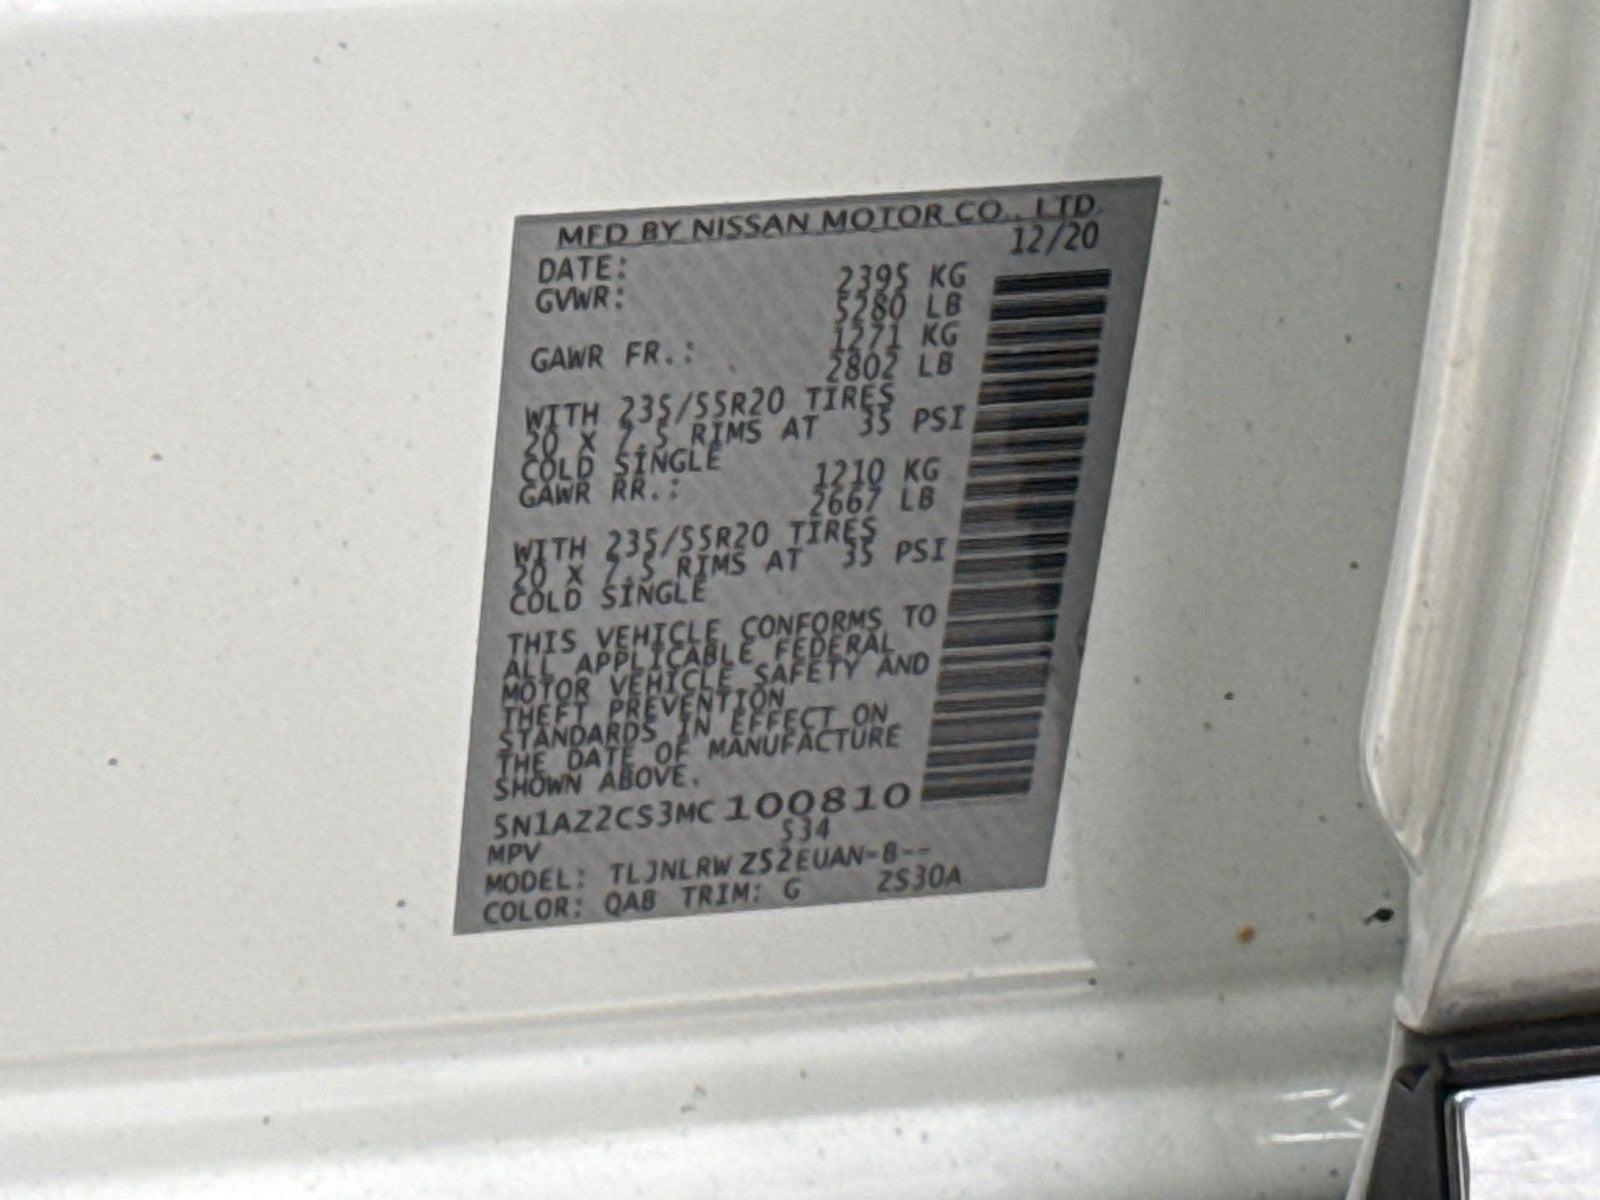 MFD BY NISSAN MOTOR CO., LTD.
DATE: 12/20
GVWR: 2395 KG
5280 LB
GAWR FR.: 1271 KG
2802 LB
WITH 235/55R20 TIRES
20 X 7.5 RIMS AT 35 PSI
COLD SINGLE
GAWR RR.: 1210 KG
2667 LB
WITH 235/55R20 TIRES
20 X 7.5 RIMS AT 35 PSI
COLD SINGLE
THIS VEHICLE CONFORMS TO
ALL APPLICABLE FEDERAL
MOTOR VEHICLE SAFETY AND
THEFT PREVENTION
STANDARDS IN EFFECT ON
THE DATE OF MANUFACTURE
SHOWN ABOVE.
5N1AZ2CS3MC100810
MPV S34
MODEL: TLJNLRWZ52EUAN-B--
COLOR: QAB TRIM: G ZS30A